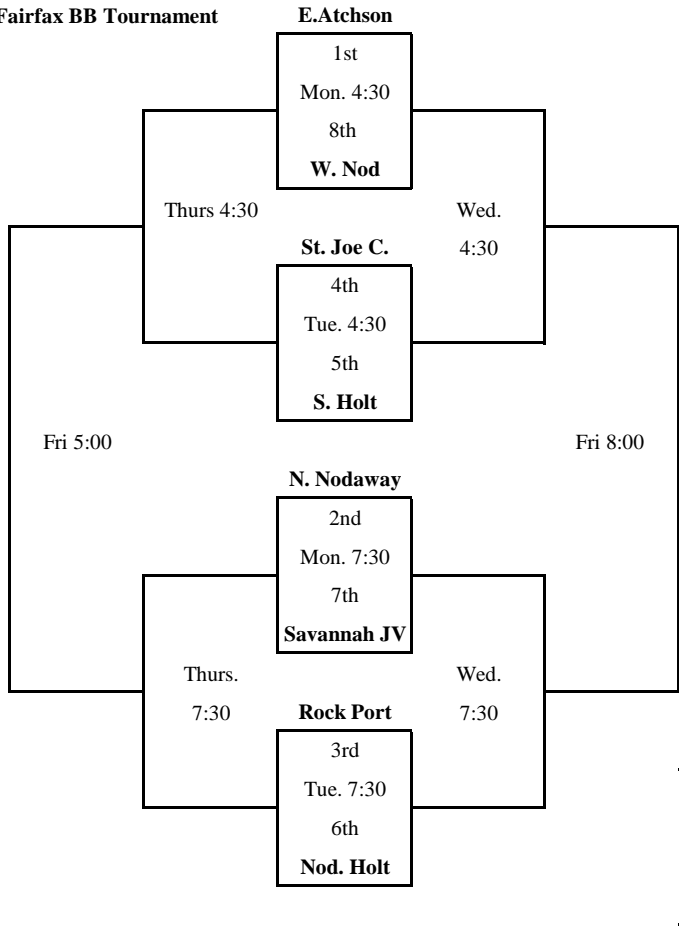 Fairfax BB Tournament
E.Atchson
1st
Mon. 4:30
8th
W. Nod
Thurs 4:30
Wed.
4:30
St. Joe C.
4th
Tue. 4:30
5th
S. Holt
Fri 5:00
Fri 8:00
N. Nodaway
2nd
Mon. 7:30
7th
Savannah JV
Thurs.
7:30
Wed.
7:30
Rock Port
3rd
Tue. 7:30
6th
Nod. Holt